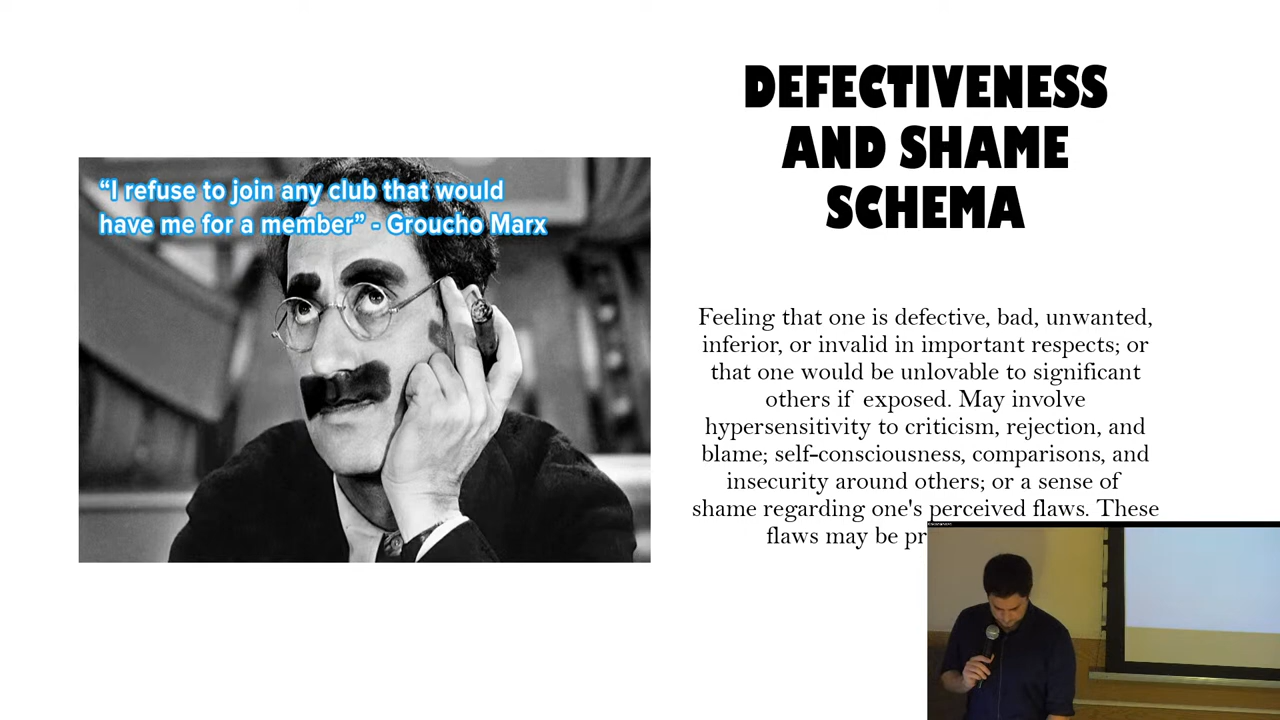 “I refuse to join any club that would
have me for a member” - Groucho Marx
DEFECTIVENESS
AND SHAME
SCHEMA
Feeling that one is defective, bad, unwanted,
inferior, or invalid in important respects; or
that one would be unlovable to significant
others if  exposed. May involve
hypersensitivity to criticism, rejection, and
blame; self-consciousness, comparisons, and
insecurity around others; or a sense of
shame regarding one's perceived flaws. These
flaws may be